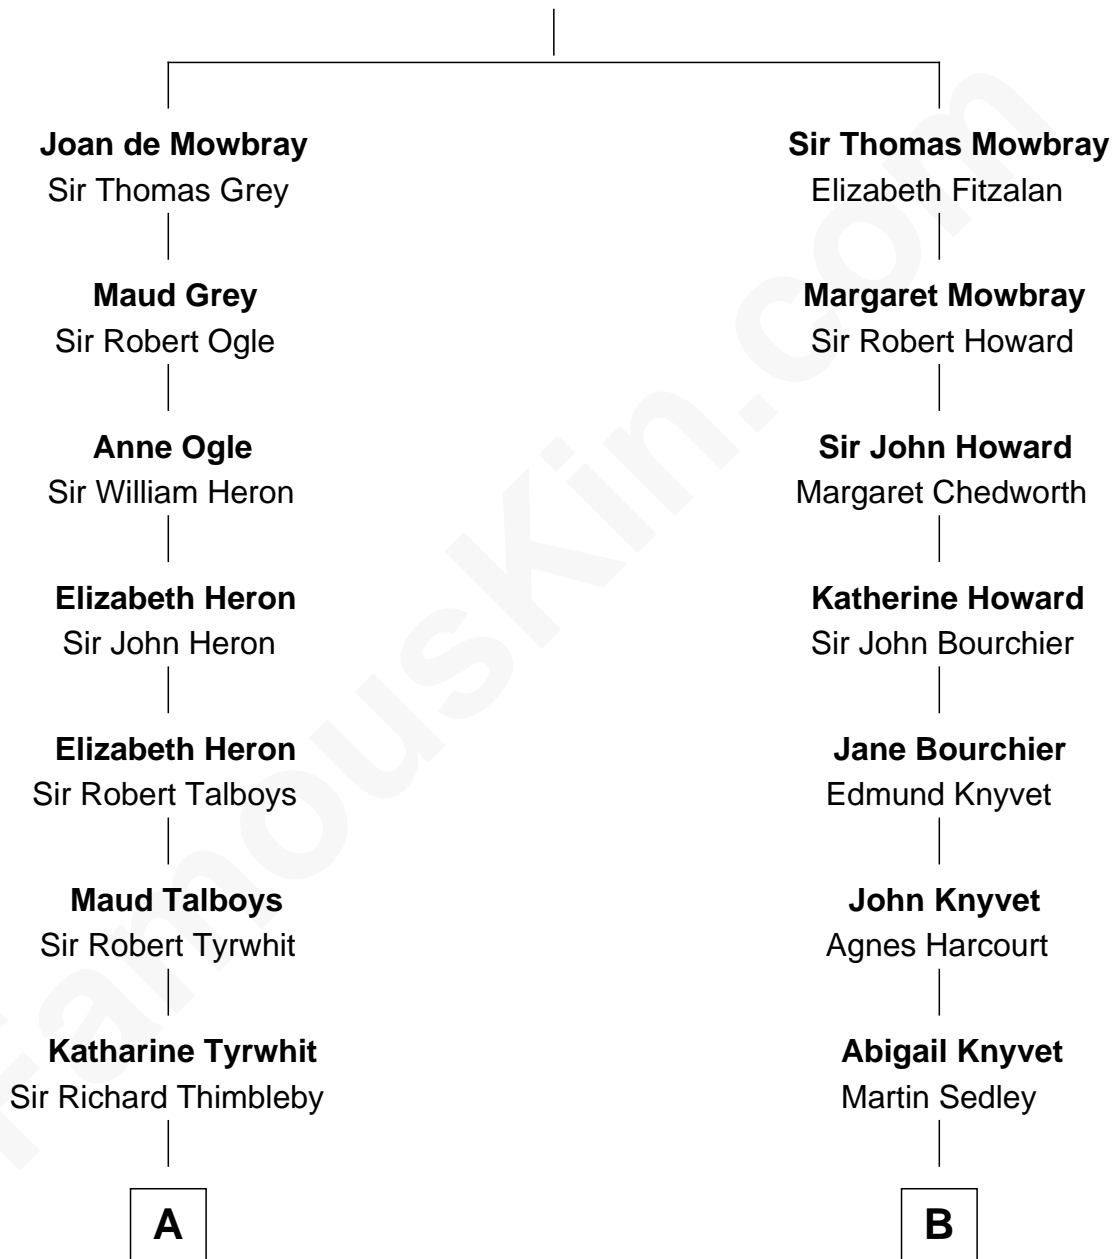 Joan de Mowbray
Sir Thomas Grey
Maud Grey
Sir Robert Ogle
Anne Ogle
Sir William Heron
Elizabeth Heron
Sir John Heron
Elizabeth Heron
Sir Robert Talboys
Maud Talboys
Sir Robert Tyrwhit
Katharine Tyrwhit
Sir Richard Thimbleby
A
Sir Thomas Mowbray
Elizabeth Fitzalan
Margaret Mowbray
Sir Robert Howard
Sir John Howard
Margaret Chedworth
Katherine Howard
Sir John Bourchier
Jane Bourchier
Edmund Knyvet
John Knyvet
Agnes Harcourt
Abigail Knyvet
Martin Sedley
B
FamousKin.com